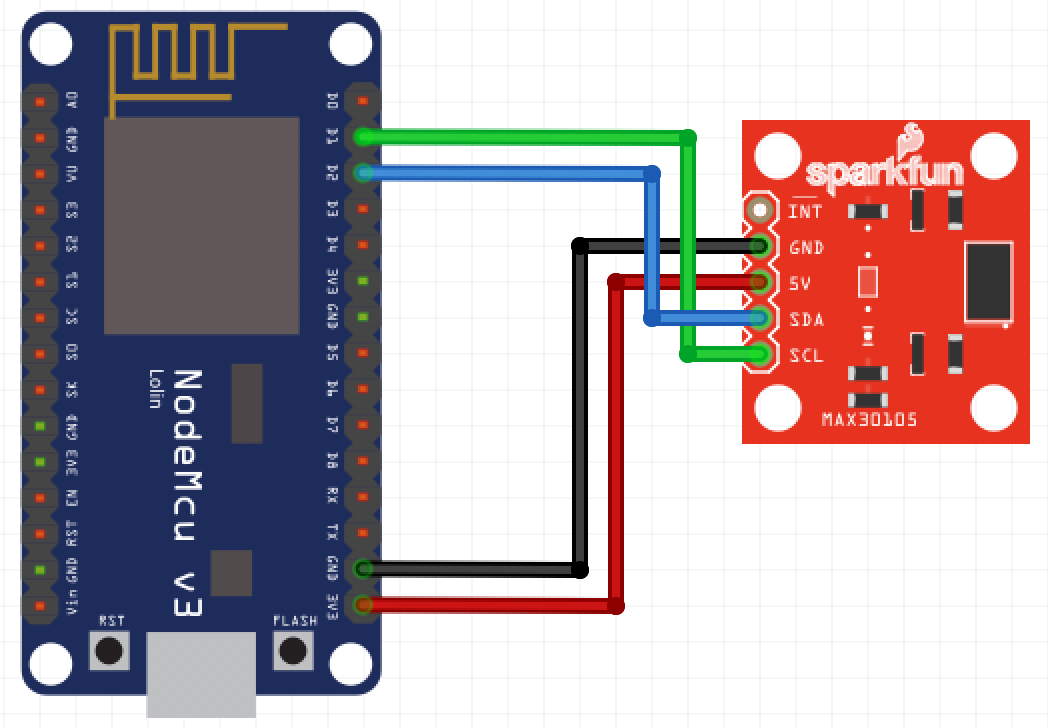 A0
GND
VU
S3
S2
S1
SC
S0
SK
GND
3V3
EN
RST
GND
Vin
D0
D1
D2
D3
D4
3V3
GND
D5
D6
D7
D8
RX
TX
GND
3V3
NodeMcu v3
Lolin
RST
FLASH
sparkfun
INT
GND
5V
SDA
SCL
MAX30105